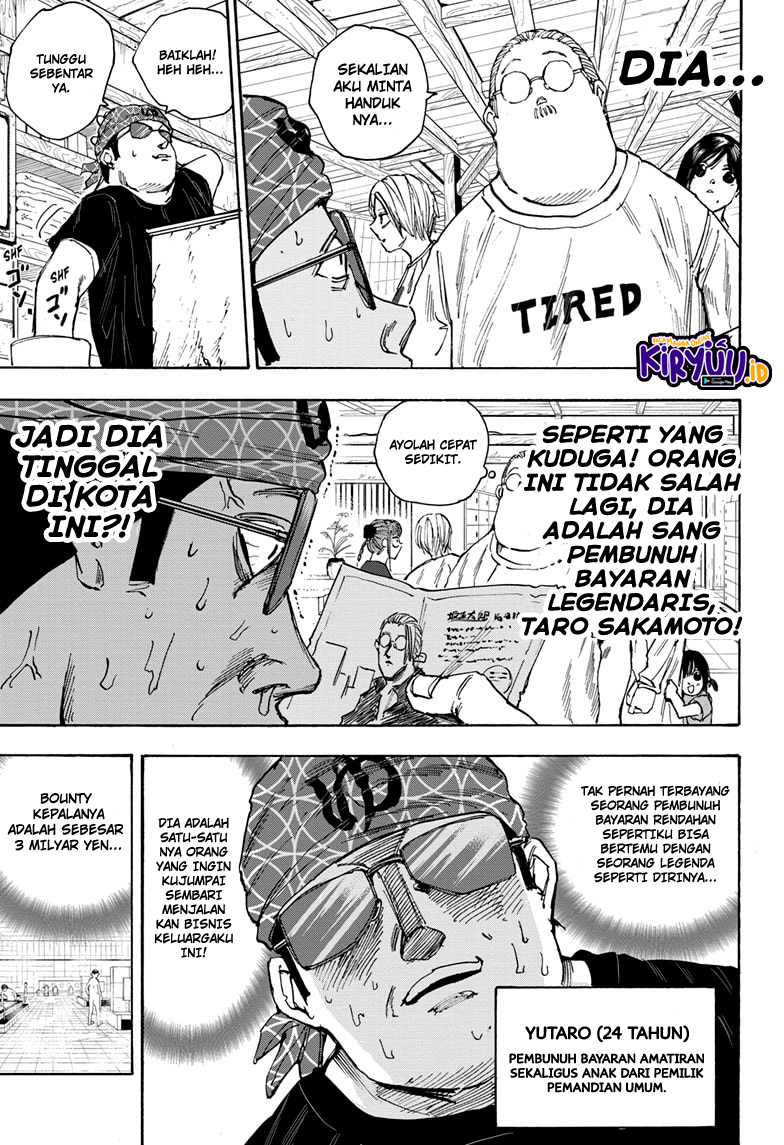 DIA...
SEKALIAN
AKU MINTA
HANDUK
NYA...
TIRED
BAIKLAH!
HEH HEH...
TUNGGU
SEBENTAR
YA.
SHF
SHF
KIRYUU.id
Google Play
SEPERTI YANG
KUDUGA! ORANG
INI TIDAK SALAH
LAGI, DIA
ADALAH SANG
PEMBUNUH
BAYARAN
LEGENDARIS,
TARO SAKAMOTO!
AYOLAH CEPAT
SEDIKIT.
JADI DIA
TINGGAL
DI KOTA
INI?!
TAK PERNAH TERBAYANG
SEORANG PEMBUNUH
BAYARAN RENDAHAN
SEPERTIKU BISA
BERTEMU DENGAN
SEORANG LEGENDA
SEPERTI DIRINYA...
DIA ADALAH
SATU-SATU
NYA ORANG
YANG INGIN
KUJUMPAI
SEMBARI
MENJALAN
KAN BISNIS
KELUARGAKU
INI!
ゆ
YUTARO (24 TAHUN)
PEMBUNUH BAYARAN AMATIRAN
SEKALIGUS ANAK DARI PEMILIK
PEMANDIAN UMUM.
BOUNTY
KEPALANYA
ADALAH SEBESAR
3 MILYAR YEN...